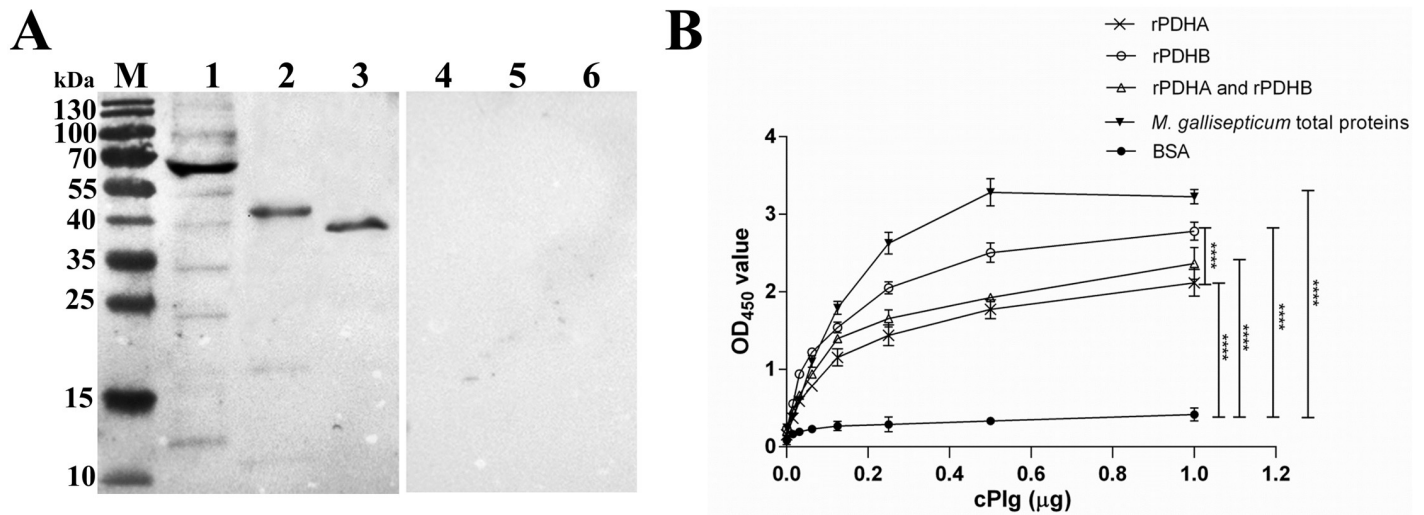 A
kDa M 1 2 3 4 5 6
130
100
70
55
40
35
25
15
10
B
rPDHA
rPDHB
rPDHA and rPDHB
M. gallisepticum total proteins
BSA
OD450 value
4
3
2
1
0
0.0 0.2 0.4 0.6 0.8 1.0 1.2
cPlg (μg)
****
****
****
****
****